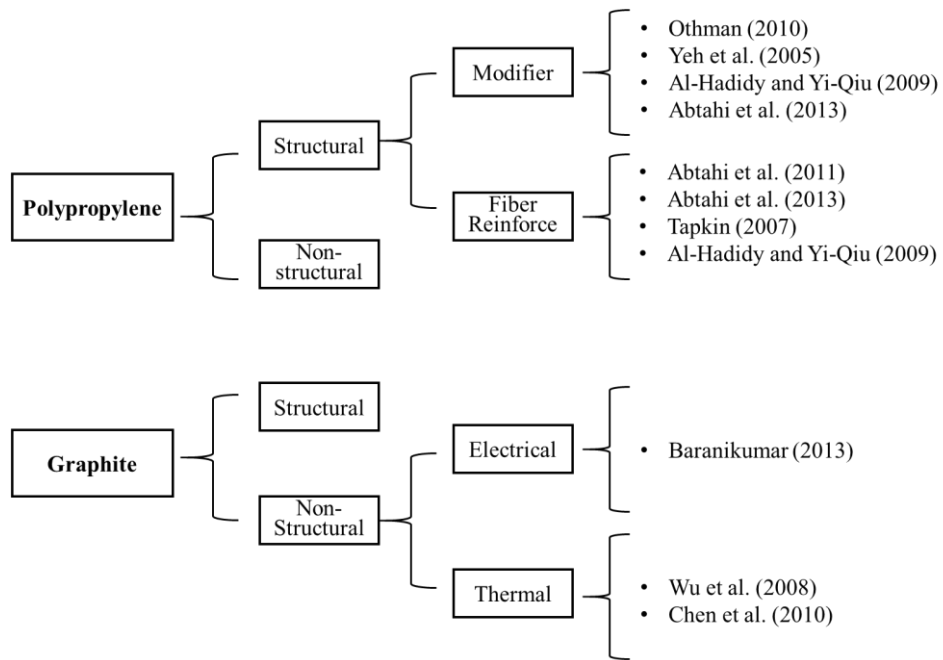 Polypropylene
Structural
Non-
structural
Modifier
Fiber
Reinforce
• Othman (2010)
• Yeh et al. (2005)
• Al-Hadidy and Yi-Qiu (2009)
• Abtahi et al. (2013)
• Abtahi et al. (2011)
• Abtahi et al. (2013)
• Tapkin (2007)
• Al-Hadidy and Yi-Qiu (2009)
Graphite
Structural
Non-
Structural
Electrical
Thermal
• Baranikumar (2013)
• Wu et al. (2008)
• Chen et al. (2010)